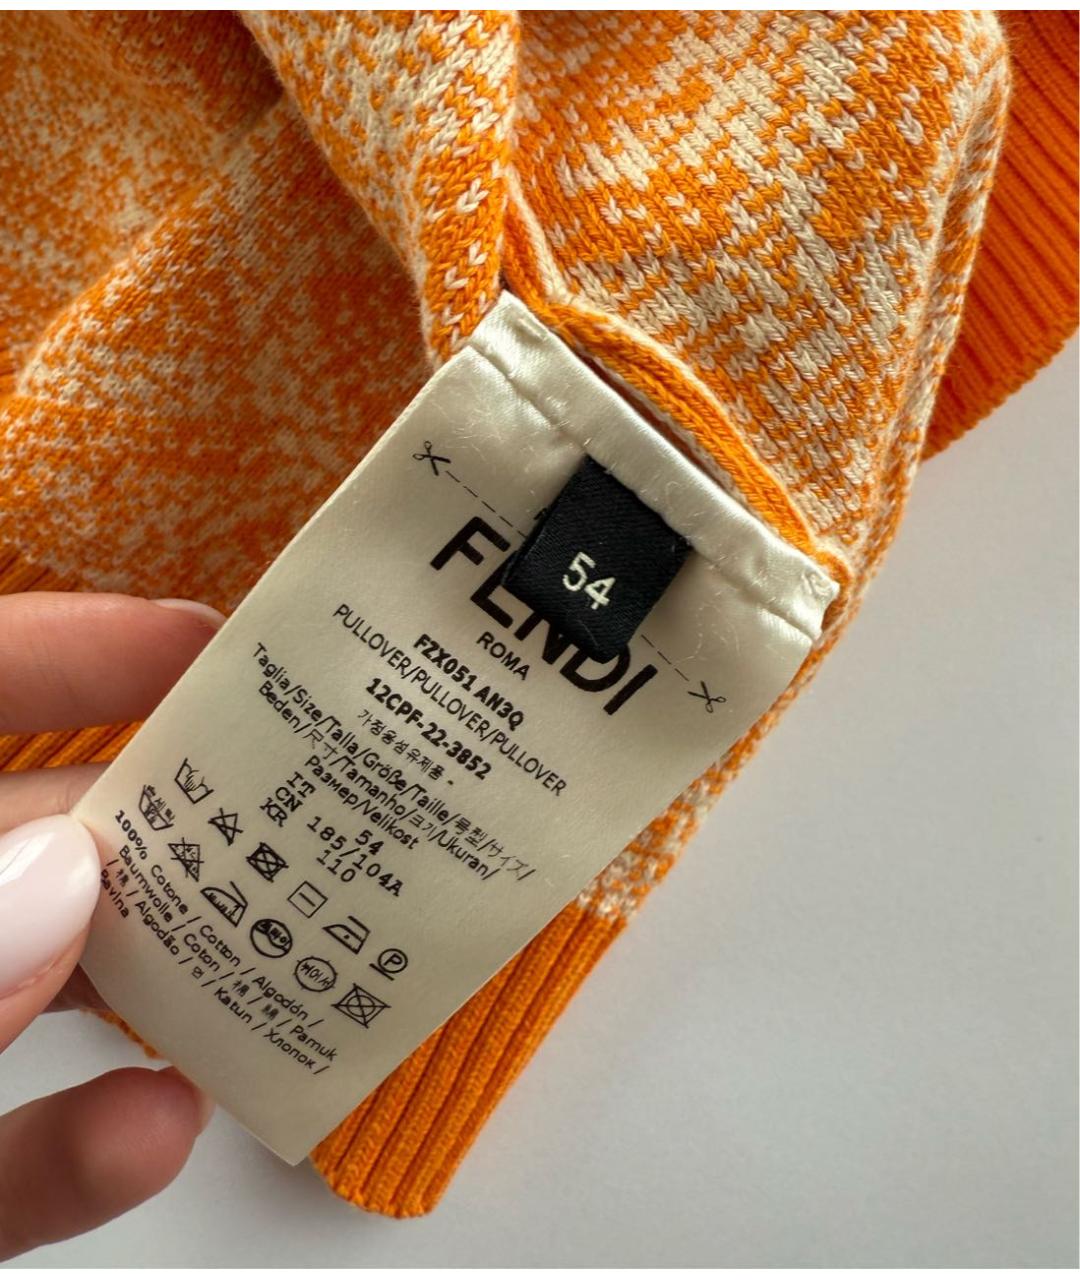 54
FENDI
ROMA
FZX051 AN3Q
PULLOVER/PULLOVER/PULLOVER
12CPF-22-3852
가정용섬유제품 -
Taglia/Size/Talla/Größe/Taille/号型/サイズ/
Beden/尺寸/Tamanho/크기/Ukuran/
Размер/Velikost
IT 54
CN 185/104A
KR 110
P
100% Cotone / Cotton / Algodón /
Baumwolle / Coton / 棉 / 綿 / Pamuk
/ 棉 / Algodão / 면 / Katun / Хлопок /
Bavlna